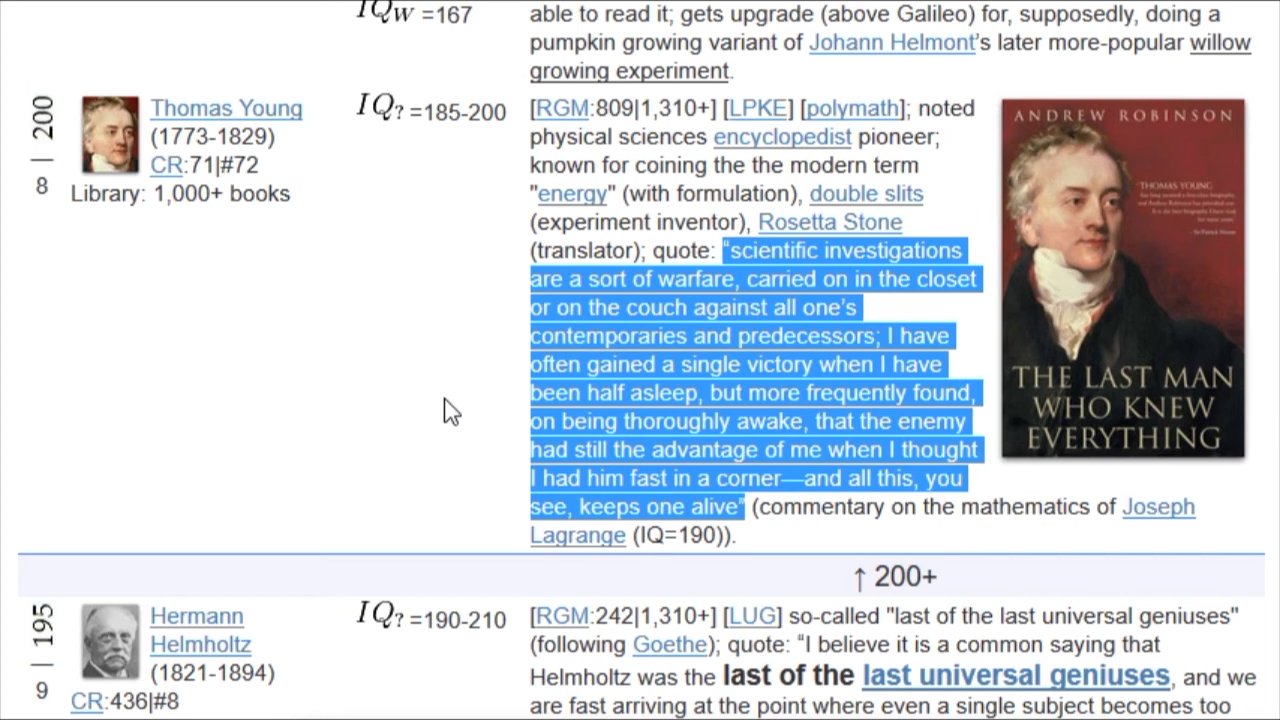 IQW =167
able to read it; gets upgrade (above Galileo) for, supposedly, doing a
pumpkin growing variant of Johann Helmont's later more-popular willow
growing experiment.
200 | 8
Thomas Young
(1773-1829)
CR:71|#72
Library: 1,000+ books
IQ? =185-200
[RGM:809|1,310+] [LPKE] [polymath]; noted
physical sciences encyclopedist pioneer;
known for coining the the modern term
"energy" (with formulation), double slits
(experiment inventor), Rosetta Stone
(translator); quote: “scientific investigations
are a sort of warfare, carried on in the closet
or on the couch against all one’s
contemporaries and predecessors; I have
often gained a single victory when I have
been half asleep, but more frequently found,
on being thoroughly awake, that the enemy
had still the advantage of me when I thought
I had him fast in a corner—and all this, you
see, keeps one alive” (commentary on the mathematics of Joseph
Lagrange (IQ=190)).
ANDREW ROBINSON
THOMAS YOUNG
THE LAST MAN
WHO KNEW
EVERYTHING
↑ 200+
195 | 9
Hermann
Helmholtz
(1821-1894)
CR:436|#8
IQ? =190-210
[RGM:242|1,310+] [LUG] so-called "last of the last universal geniuses"
(following Goethe); quote: “I believe it is a common saying that
Helmholtz was the last of the last universal geniuses, and we
are fast arriving at the point where even a single subject becomes too